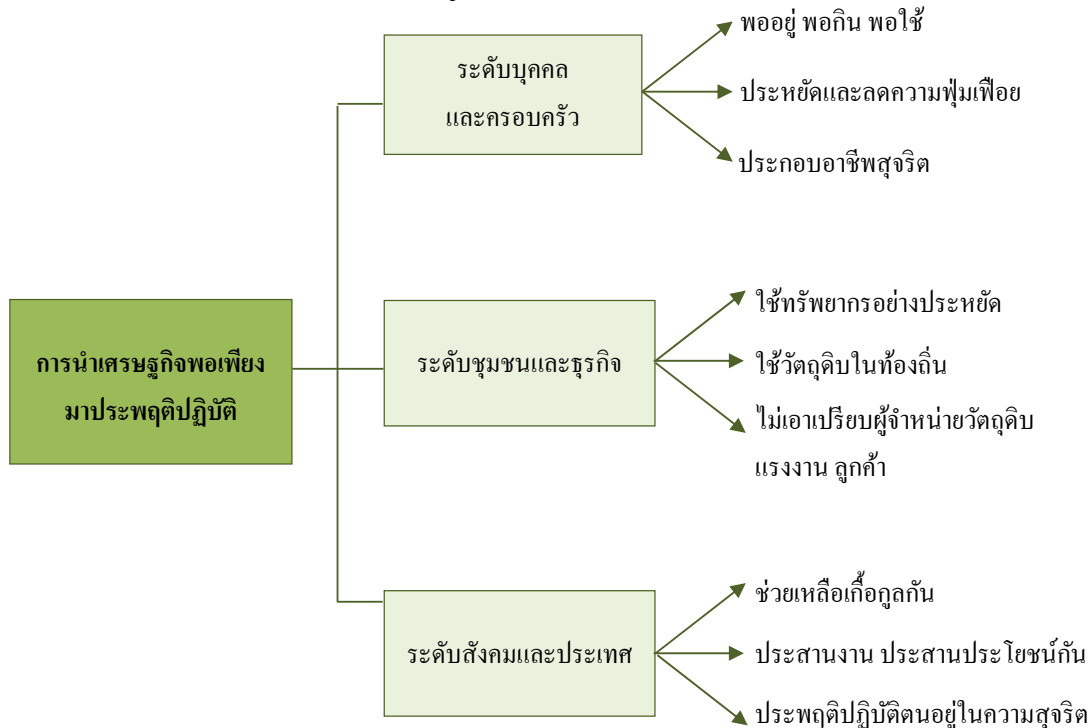 การนำเศรษฐกิจพอเพียง
มาประพฤติปฏิบัติ
ระดับบุคคล
และครอบครัว
พออยู่ พอกิน พอใช้
ประหยัดและลดความฟุ่มเฟือย
ประกอบอาชีพสุจริต
ระดับชุมชนและธุรกิจ
ใช้ทรัพยากรอย่างประหยัด
ใช้วัตถุดิบในท้องถิ่น
ไม่เอาเปรียบผู้จำหน่ายวัตถุดิบ
แรงงาน ลูกค้า
ระดับสังคมและประเทศ
ช่วยเหลือเกื้อกูลกัน
ประสานงาน ประสานประโยชน์กัน
ประพฤติปฏิบัติตนอยู่ในความสุจริต